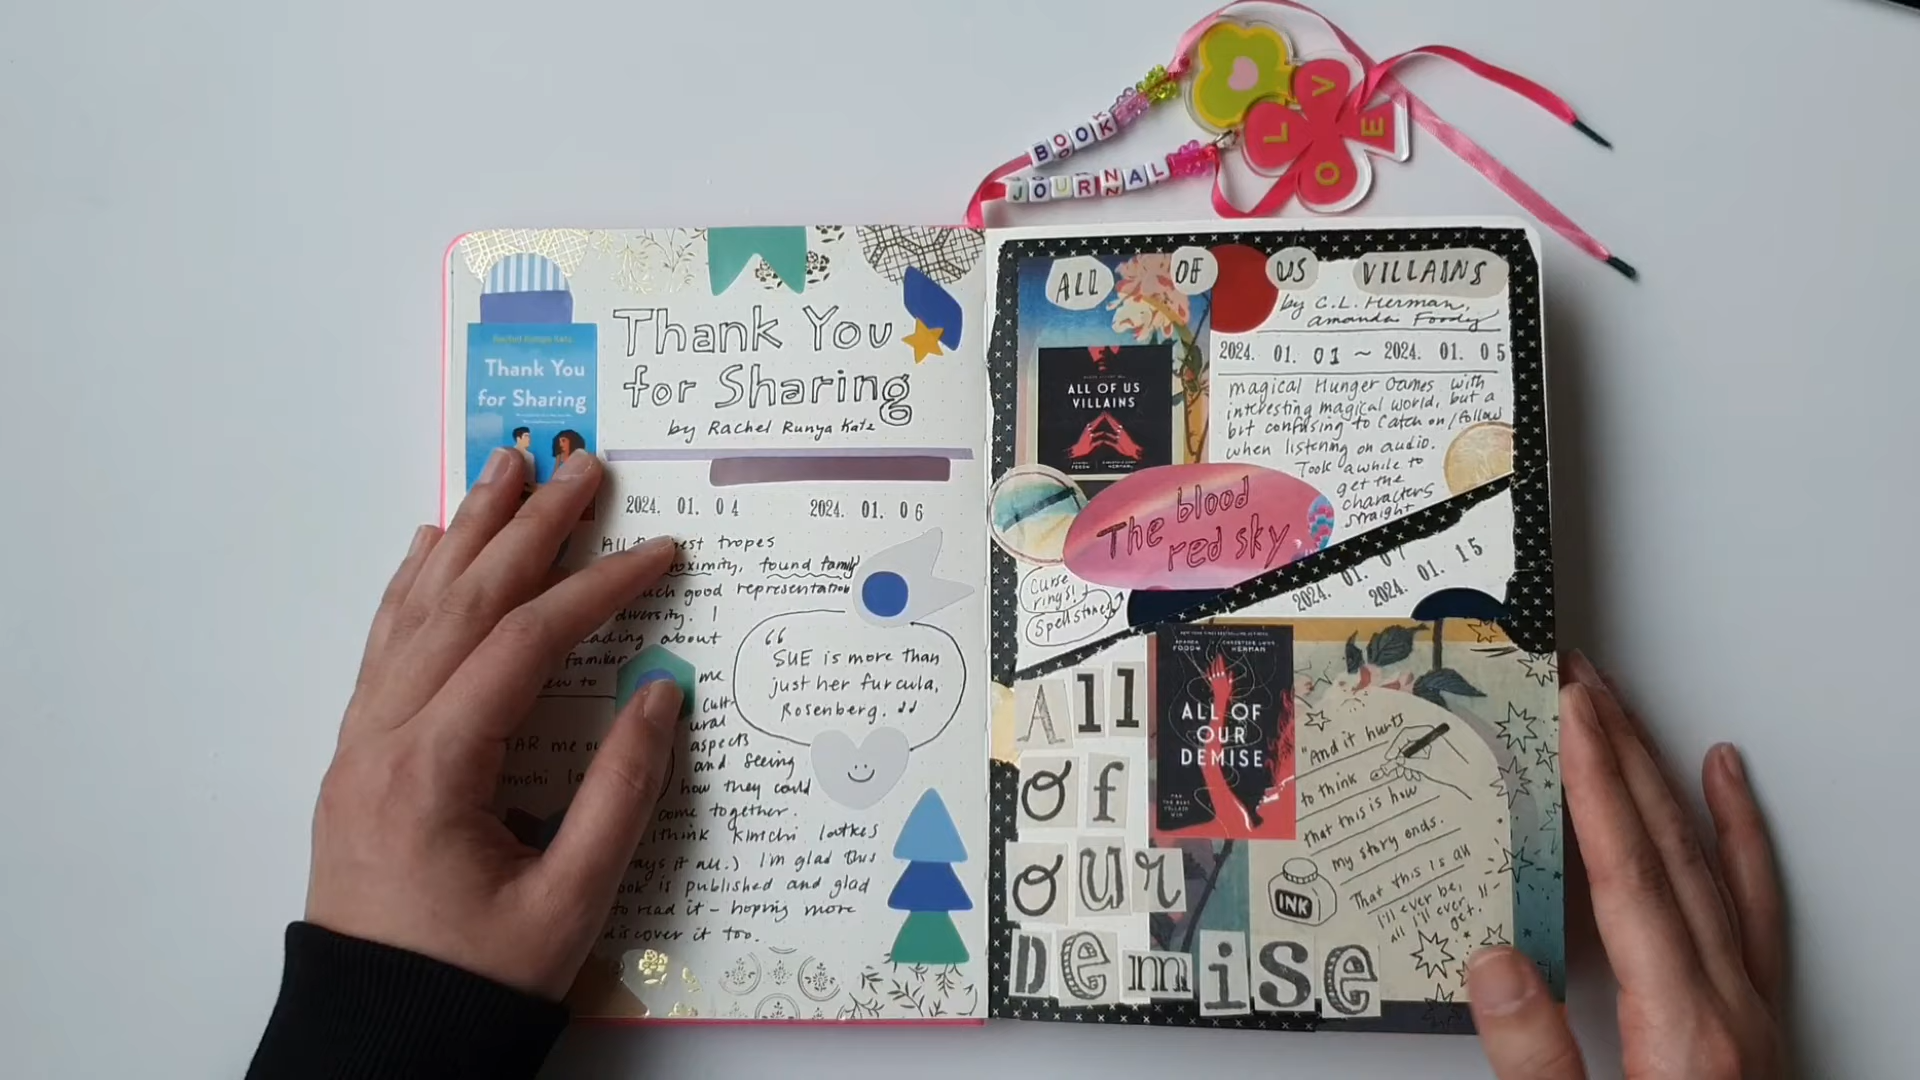 BOOK
JOURNAL
L
O
V
E
Thank You
for Sharing
Thank You
for Sharing
by Rachel Runya Katz
2024. 01. 04 2024. 01. 06
All best tropes
found family
good representation
diversity. I
about
familiar
to
me
Cult-
ural
aspects
and seeing
how they could
come together.
(I think kimchi latkes
it all.) I'm glad this
is published and glad
to read it - hoping more
discover it too.
EAR me
"SUE is more than
just her furcula,
Rosenberg."
ALL OF US VILLAINS
by C.L. Herman,
Amanda Foody
2024. 01. 01 ~ 2024. 01. 05
ALL OF US
VILLAINS
magical Hunger Games with
interesting magical world, but a
bit confusing to catch on/follow
when listening on audio.
Took awhile to
get the
characters
straight
The blood
red sky
Curse
rings!
Spellstones
2024. 01. 07
2024. 01. 15
All
of
our
Demise
AMANDA
FOODY
HERMAN
ALL OF
OUR
DEMISE
"And it hurts
to think
that this is how
my story ends.
That this is all
I'll ever be,
all I'll ever
get."
INK